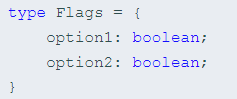 type Flags = {
    option1: boolean;
    option2: boolean;
}